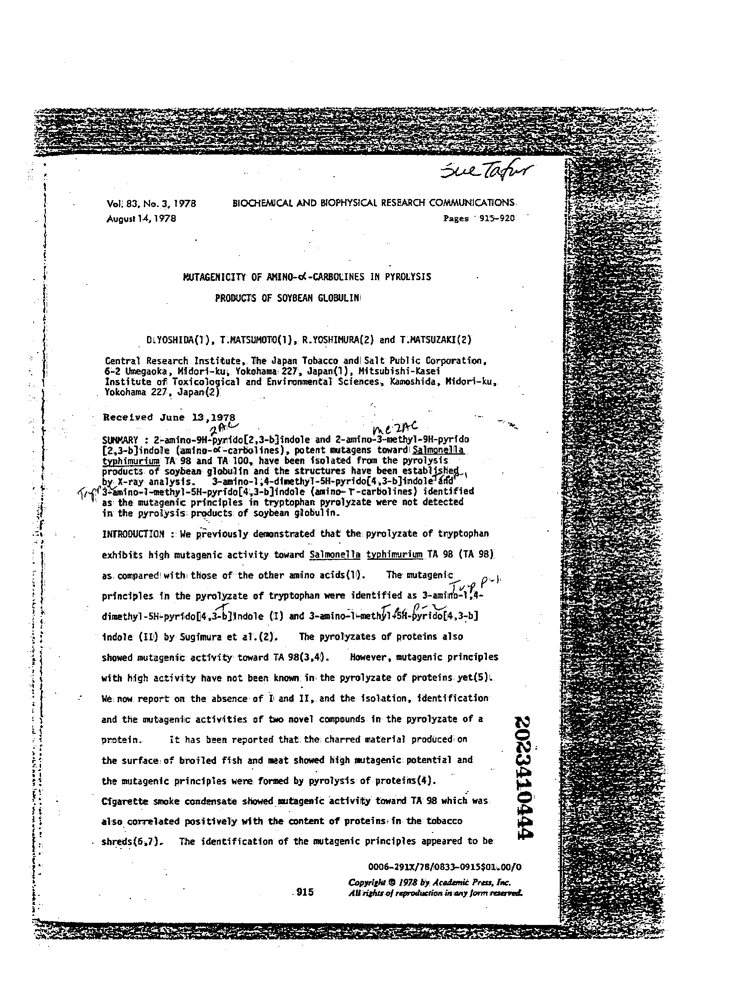 Sue Tafur
Vol. 83, No. 3, 1978 BIOCHEMICAL AND BIOPHYSICAL RESEARCH COMMUNICATIONS
August 14, 1978 Pages 915-920
MUTAGENICITY OF AMINO-α-CARBOLINES IN PYROLYSIS
PRODUCTS OF SOYBEAN GLOBULIN
D.YOSHIDA(1), T.MATSUMOTO(1), R.YOSHIMURA(2) and T.MATSUZAKI(2)
Central Research Institute, The Japan Tobacco and Salt Public Corporation,
6-2 Umegaoka, Midori-ku, Yokohama 227, Japan(1), Mitsubishi-Kasei
Institute of Toxicological and Environmental Sciences, Kamoshida, Midori-ku,
Yokohama 227, Japan(2)
Received June 13,1978
2AC me2AC
SUMMARY : 2-amino-9H-pyrido[2,3-b]indole and 2-amino-3-methyl-9H-pyrido
[2,3-b]indole (amino-α-carbolines), potent mutagens toward Salmonella
typhimurium TA 98 and TA 100, have been isolated from the pyrolysis
products of soybean globulin and the structures have been established
by X-ray analysis. 3-amino-1,4-dimethyl-5H-pyrido[4,3-b]indole and
3-amino-1-methyl-5H-pyrido[4,3-b]indole (amino-γ-carbolines) identified
as the mutagenic principles in tryptophan pyrolyzate were not detected
in the pyrolysis products of soybean globulin.
INTRODUCTION : We previously demonstrated that the pyrolyzate of tryptophan
exhibits high mutagenic activity toward Salmonella typhimurium TA 98 (TA 98)
as compared with those of the other amino acids(1). The mutagenic
Tryp P-1
principles in the pyrolyzate of tryptophan were identified as 3-amino-1,4-
dimethyl-5H-pyrido[4,3-b]indole (I) and 3-amino-1-methyl-5H-pyrido[4,3-b]
indole (II) by Sugimura et al.(2). The pyrolyzates of proteins also
showed mutagenic activity toward TA 98(3,4). However, mutagenic principles
with high activity have not been known in the pyrolyzate of proteins yet(5).
We now report on the absence of I and II, and the isolation, identification
and the mutagenic activities of two novel compounds in the pyrolyzate of a
protein. It has been reported that the charred material produced on
the surface of broiled fish and meat showed high mutagenic potential and
the mutagenic principles were formed by pyrolysis of proteins(4).
Cigarette smoke condensate showed mutagenic activity toward TA 98 which was
also correlated positively with the content of proteins in the tobacco
shreds(6,7). The identification of the mutagenic principles appeared to be
0006-291X/78/0833-0915$01.00/0
Copyright © 1978 by Academic Press, Inc.
All rights of reproduction in any form reserved.
915
2023410444